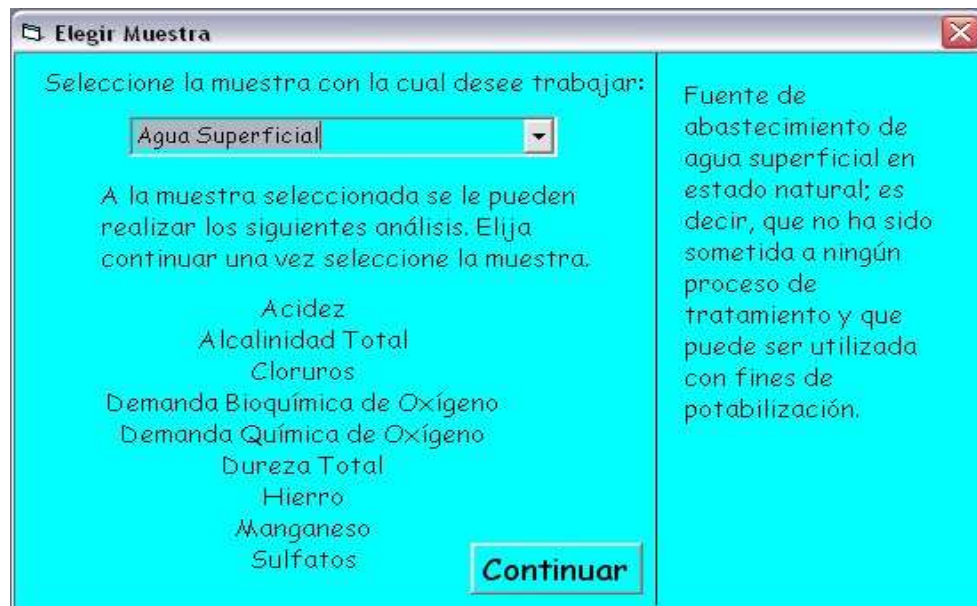 Elegir Muestra
Seleccione la muestra con la cual desee trabajar:
Agua Superficial
A la muestra seleccionada se le pueden
realizar los siguientes análisis. Elija
continuar una vez seleccione la muestra.
Acidez
Alcalinidad Total
Cloruros
Demanda Bioquímica de Oxígeno
Demanda Química de Oxígeno
Dureza Total
Hierro
Manganeso
Sulfatos
Continuar
Fuente de
abastecimiento de
agua superficial en
estado natural; es
decir, que no ha sido
sometida a ningún
proceso de
tratamiento y que
puede ser utilizada
con fines de
potabilización.